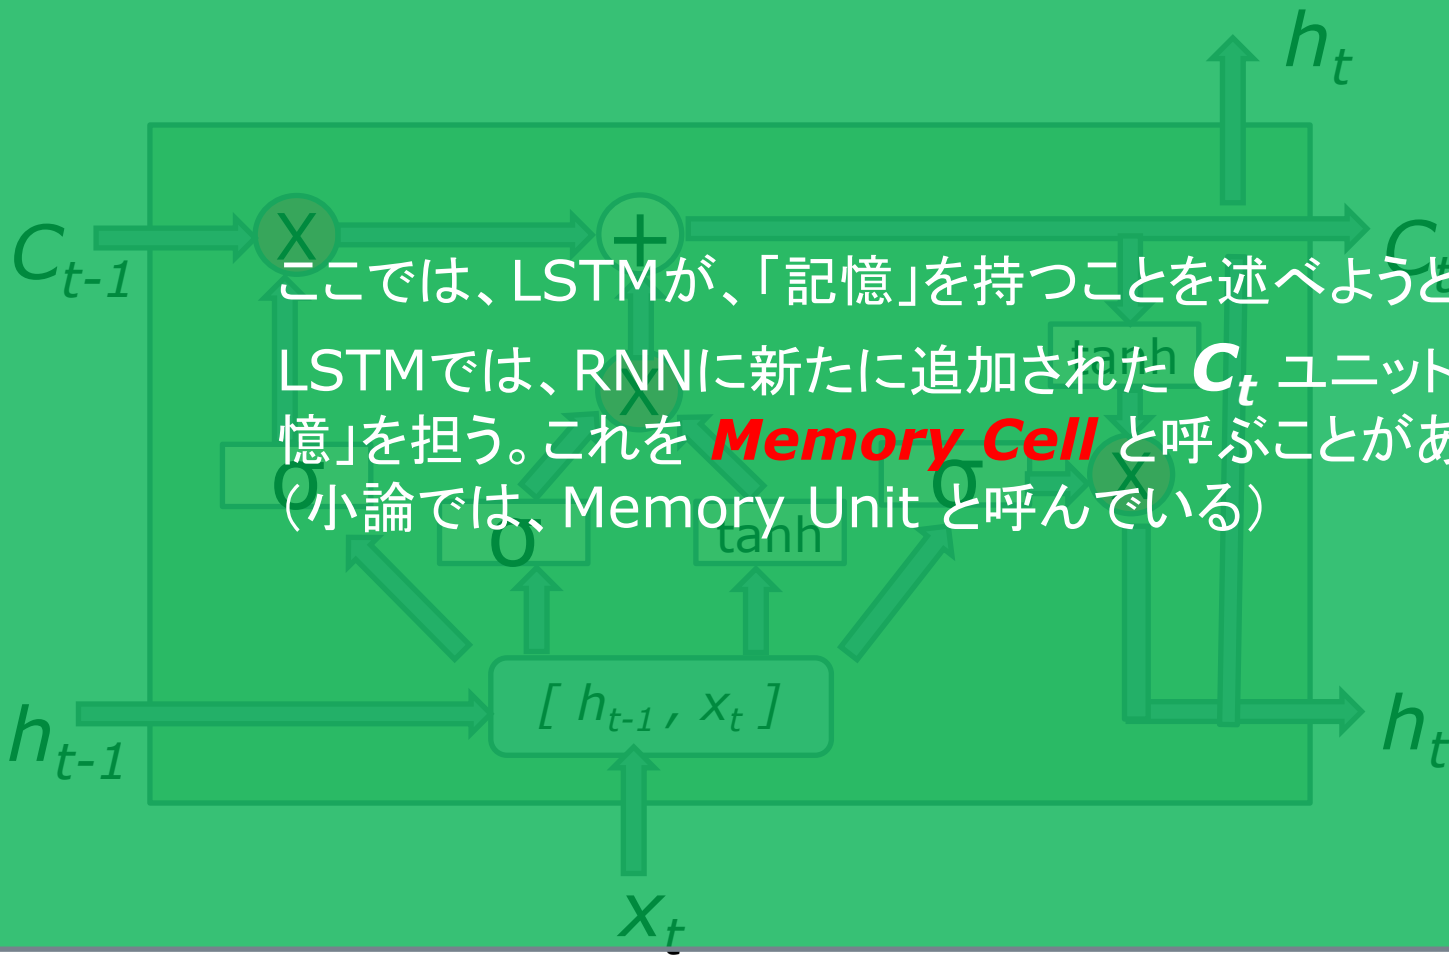 h_t
C_{t-1}
X
+
C_t
ここでは、LSTMが、「記憶」を持つことを述べようと
LSTMでは、RNNに新たに追加された C_t ユニット
tanh
X
憶」を担う。これを Memory Cell と呼ぶことがあ
σ
σ
X
（小論では、Memory Unit と呼んでいる）
σ
tanh
[ h_{t-1} , x_t ]
h_{t-1}
h_t
x_t